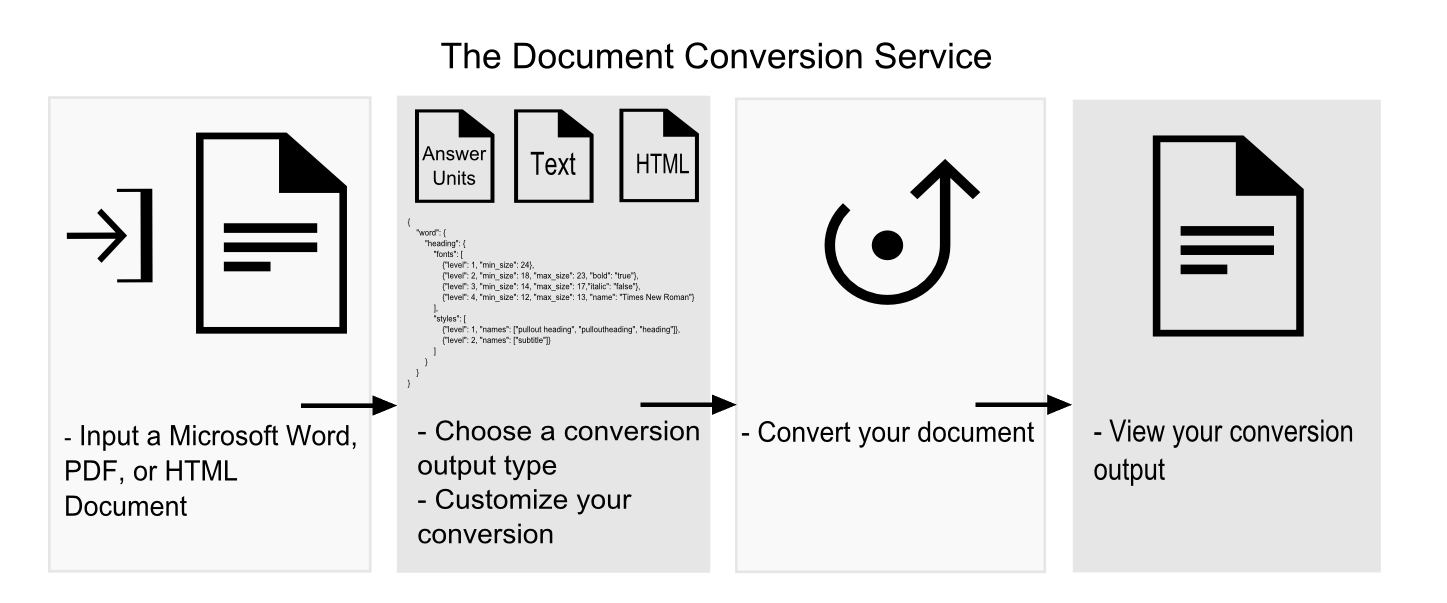 The Document Conversion Service
- Input a Microsoft Word,
PDF, or HTML
Document
Answer
Units
Text
HTML
{
"word": {
"heading": {
"fonts": [
{"level": 1, "min_size": 24},
{"level": 2, "min_size": 18, "max_size": 23, "bold": "true"},
{"level": 3, "min_size": 14, "max_size": 17,"italic": "false"},
{"level": 4, "min_size": 12, "max_size": 13, "name": "Times New Roman"}
],
"styles": [
{"level": 1, "names": ["pullout heading", "pulloutheading", "heading"]},
{"level": 2, "names": ["subtitle"]}
]
}
}
}
- Choose a conversion
output type
- Customize your
conversion
- Convert your document
- View your conversion
output